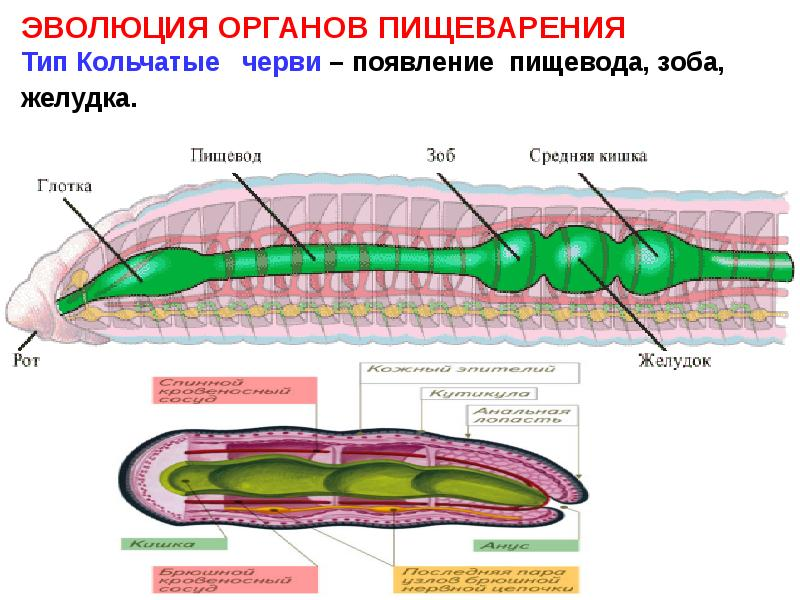 ЭВОЛЮЦИЯ ОРГАНОВ ПИЩЕВАРЕНИЯ
Тип Кольчатые черви – появление пищевода, зоба,
желудка.
Пищевод
Зоб
Средняя кишка
Глотка
Рот
Желудок
Кожный эпителий
Спинной
кровеносный
сосуд
Кутикула
Анальная
лопасть
Кишка
Анус
Брюшной
кровеносный
сосуд
Последняя пара
узлов брюшной
нервной цепочки